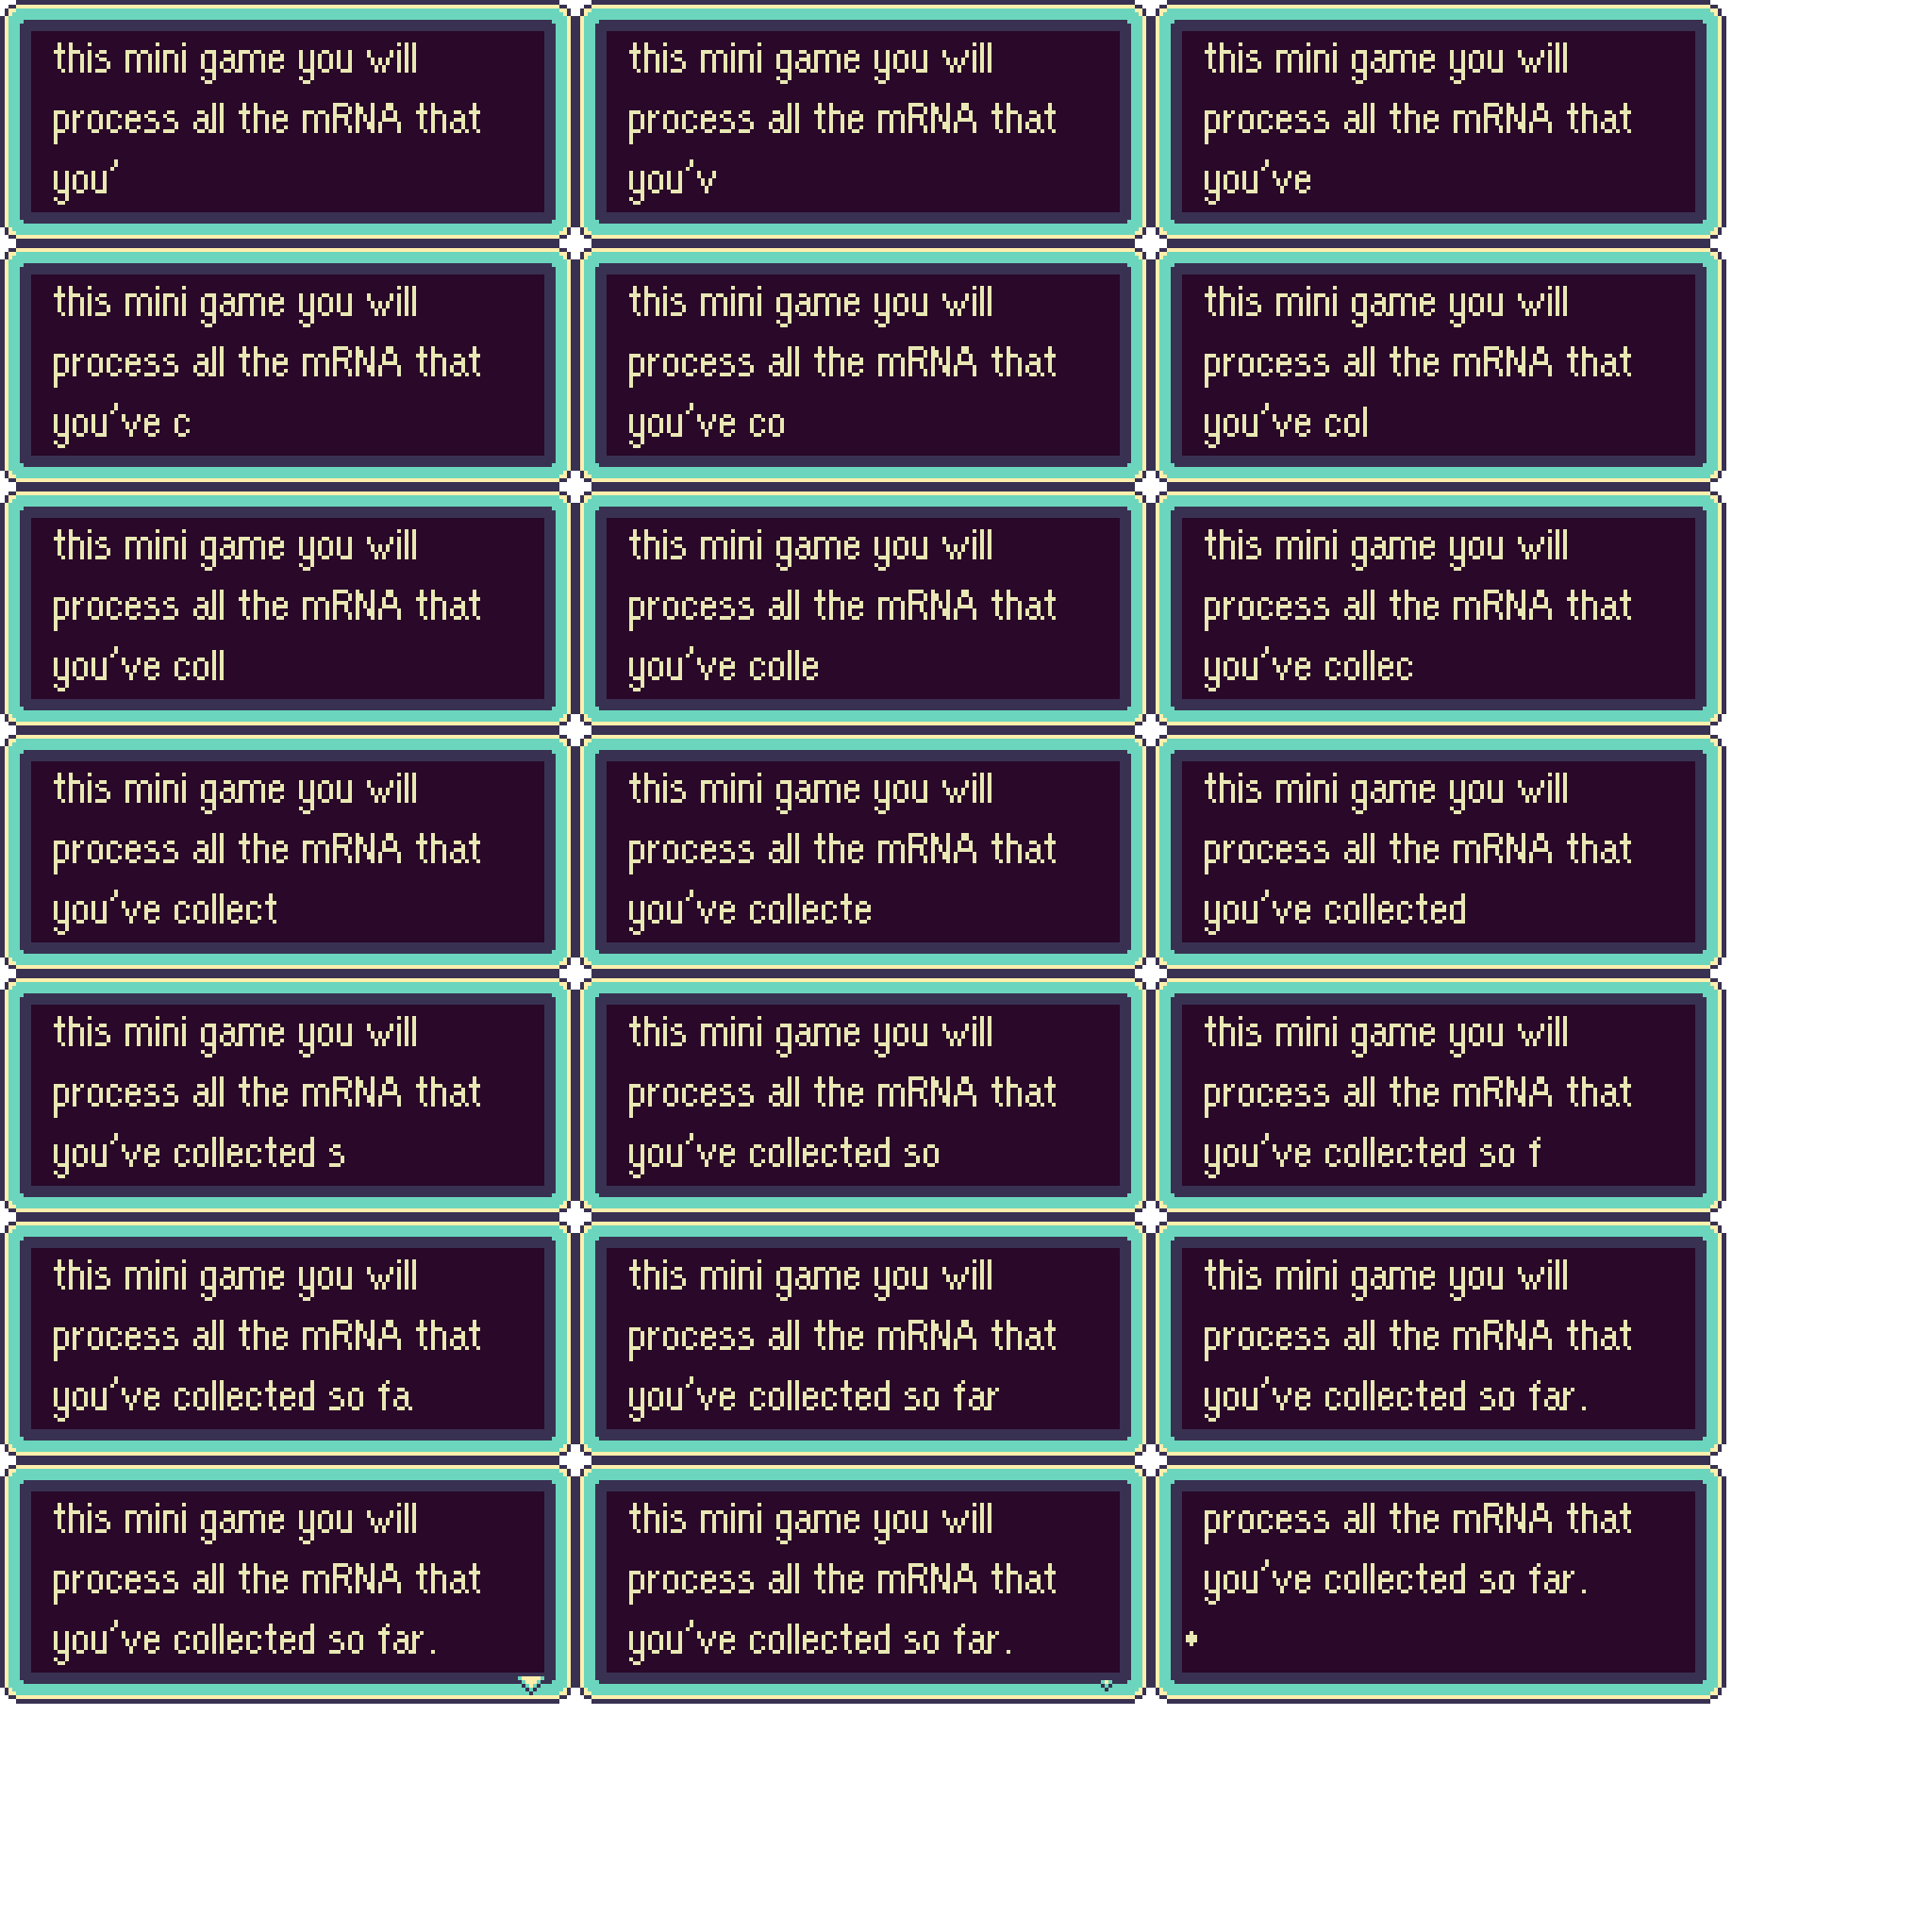 this mini game you will
process all the mRNA that
you'
this mini game you will
process all the mRNA that
you'v
this mini game you will
process all the mRNA that
you've
this mini game you will
process all the mRNA that
you've c
this mini game you will
process all the mRNA that
you've co
this mini game you will
process all the mRNA that
you've col
this mini game you will
process all the mRNA that
you've coll
this mini game you will
process all the mRNA that
you've colle
this mini game you will
process all the mRNA that
you've collec
this mini game you will
process all the mRNA that
you've collect
this mini game you will
process all the mRNA that
you've collecte
this mini game you will
process all the mRNA that
you've collected
this mini game you will
process all the mRNA that
you've collected s
this mini game you will
process all the mRNA that
you've collected so
this mini game you will
process all the mRNA that
you've collected so f
this mini game you will
process all the mRNA that
you've collected so fa
this mini game you will
process all the mRNA that
you've collected so far
this mini game you will
process all the mRNA that
you've collected so far.
this mini game you will
process all the mRNA that
you've collected so far.
this mini game you will
process all the mRNA that
you've collected so far.
process all the mRNA that
you've collected so far.